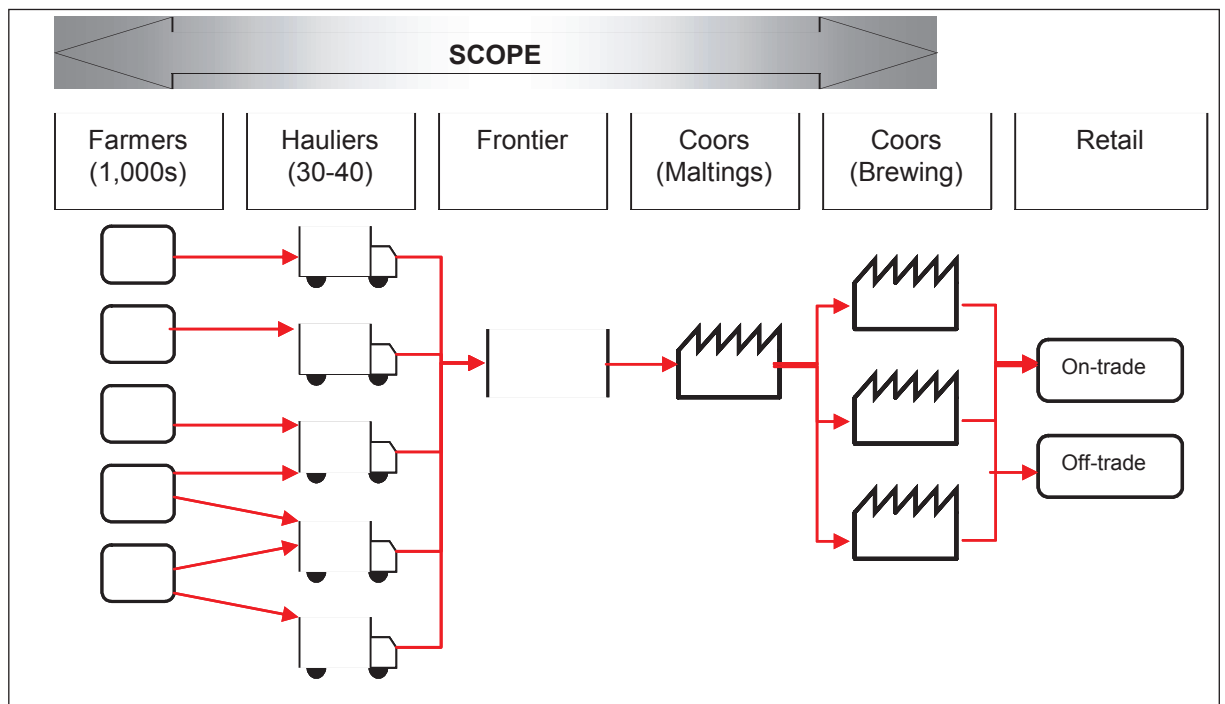 SCOPE
Farmers
(1,000s)
Hauliers
(30-40)
Frontier
Coors
(Maltings)
Coors
(Brewing)
Retail
On-trade
Off-trade